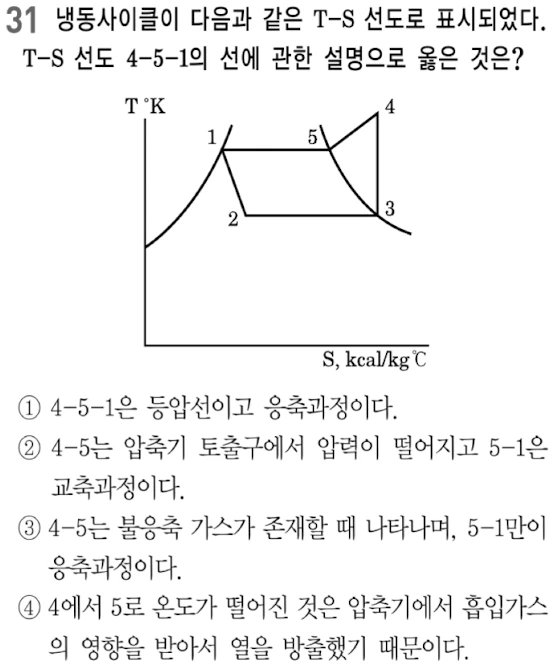 31 냉동사이클이 다음과 같은 T-S 선도로 표시되었다.
T-S 선도 4-5-1의 선에 관한 설명으로 옳은 것은?
T °K
4
1
5
2
3
S, kcal/kg℃
① 4-5-1은 등압선이고 응축과정이다.
② 4-5는 압축기 토출구에서 압력이 떨어지고 5-1은
교축과정이다.
③ 4-5는 불응축 가스가 존재할 때 나타나며, 5-1만이
응축과정이다.
④ 4에서 5로 온도가 떨어진 것은 압축기에서 흡입가스
의 영향을 받아서 열을 방출했기 때문이다.